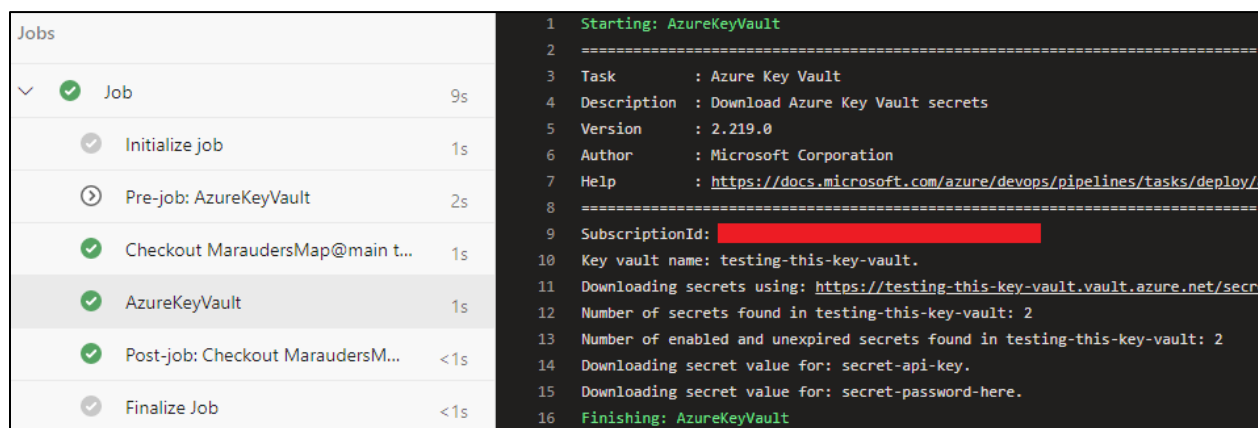 Jobs
Job 9s
Initialize job 1s
Pre-job: AzureKeyVault 2s
Checkout MaraudersMap@main t... 1s
AzureKeyVault 1s
Post-job: Checkout MaraudersM... <1s
Finalize Job <1s
1 Starting: AzureKeyVault
2 ==============================================================================
3 Task : Azure Key Vault
4 Description : Download Azure Key Vault secrets
5 Version : 2.219.0
6 Author : Microsoft Corporation
7 Help : https://docs.microsoft.com/azure/devops/pipelines/tasks/deploy/
8 ==============================================================================
9 SubscriptionId:
10 Key vault name: testing-this-key-vault.
11 Downloading secrets using: https://testing-this-key-vault.vault.azure.net/secr
12 Number of secrets found in testing-this-key-vault: 2
13 Number of enabled and unexpired secrets found in testing-this-key-vault: 2
14 Downloading secret value for: secret-api-key.
15 Downloading secret value for: secret-password-here.
16 Finishing: AzureKeyVault